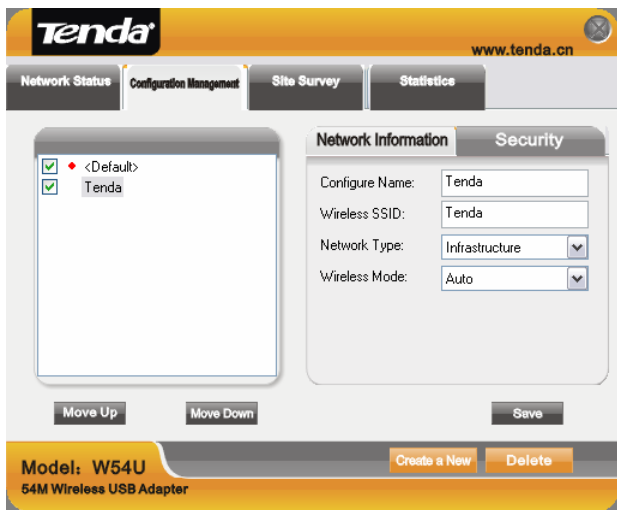 Tenda
www.tenda.cn
Network Status
Configuration Management
Site Survey
Statistics
<Default>
Tenda
Network Information
Security
Configure Name: Tenda
Wireless SSID: Tenda
Network Type: Infrastructure
Wireless Mode: Auto
Move Up
Move Down
Save
Create a New
Delete
Model: W54U
54M Wireless USB Adapter